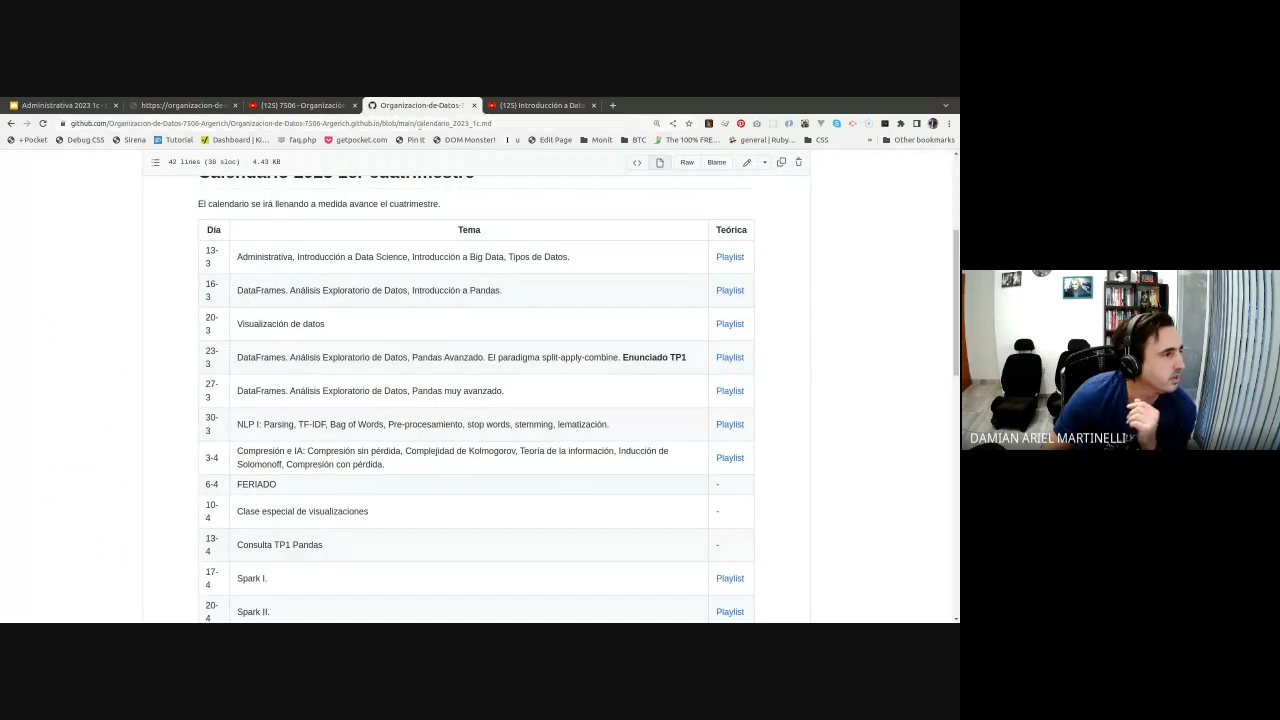 Administrativa 2023 1c -
https://organizacion-de-
(125) 7506 - Organización
Organizacion-de-Datos-7
(125) Introducción a Data
github.com/Organizacion-de-Datos-7506-Argerich/Organizacion-de-Datos-7506-Argerich.github.io/blob/main/calendario_2023_1c.md
+Pocket
Debug CSS
Sirena
Tutorial
Dashboard | Ki...
faq.php
getpocket.com
Pin It
DOM Monster!
I u
Edit Page
Monit
BTC
The 100% FRE...
general | Ruby...
CSS
»
Other bookmarks
42 lines (38 sloc) 4.43 KB
Raw
Blame
Calendario 2023 1er cuatrimestre
El calendario se irá llenando a medida avance el cuatrimestre.
Día Tema Teórica
13-3 Administrativa, Introducción a Data Science, Introducción a Big Data, Tipos de Datos. Playlist
16-3 DataFrames. Análisis Exploratorio de Datos, Introducción a Pandas. Playlist
20-3 Visualización de datos Playlist
23-3 DataFrames. Análisis Exploratorio de Datos, Pandas Avanzado. El paradigma split-apply-combine. Enunciado TP1 Playlist
27-3 DataFrames. Análisis Exploratorio de Datos, Pandas muy avanzado. Playlist
30-3 NLP I: Parsing, TF-IDF, Bag of Words, Pre-procesamiento, stop words, stemming, lematización. Playlist
3-4 Compresión e IA: Compresión sin pérdida, Complejidad de Kolmogorov, Teoría de la información, Inducción de
Solomonoff, Compresión con pérdida. Playlist
6-4 FERIADO -
10-4 Clase especial de visualizaciones -
13-4 Consulta TP1 Pandas -
17-4 Spark I. Playlist
20-4 Spark II. Playlist
DAMIAN ARIEL MARTINELLI